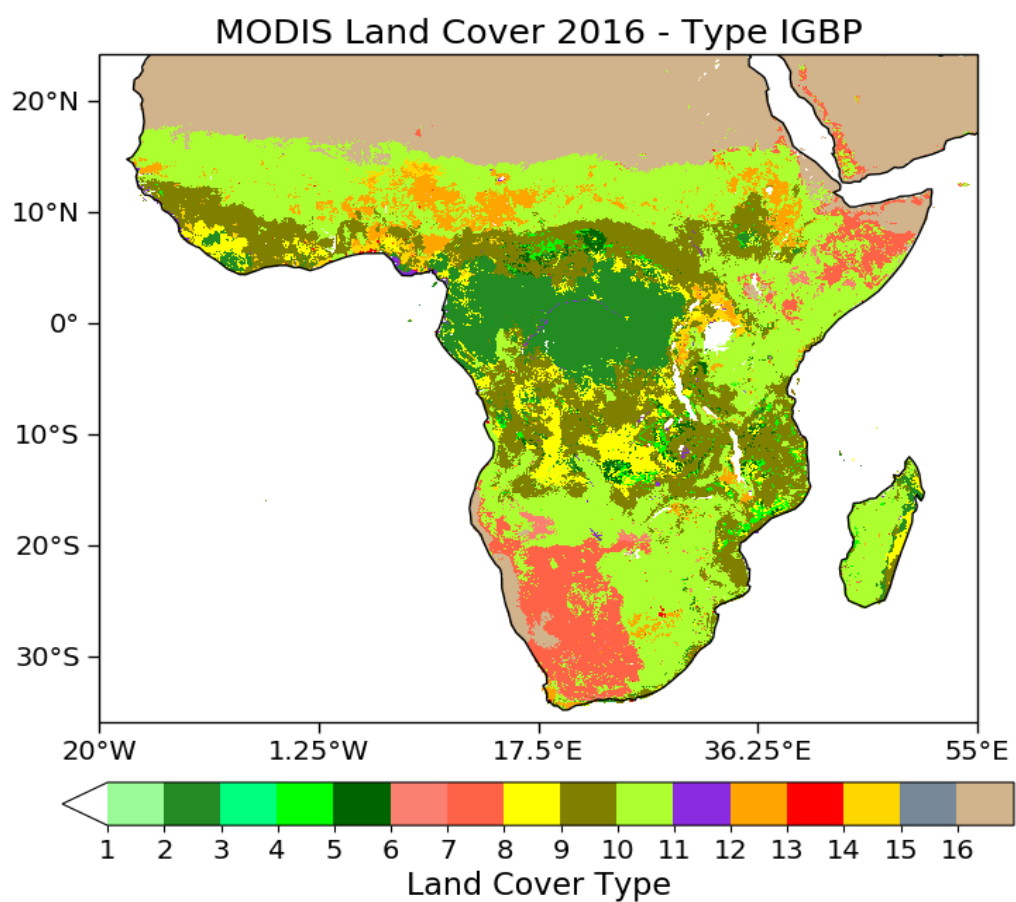 MODIS Land Cover 2016 - Type IGBP
20°N
10°N
0°
10°S
20°S
30°S
20°W 1.25°W 17.5°E 36.25°E 55°E
1 2 3 4 5 6 7 8 9 10 11 12 13 14 15 16
Land Cover Type